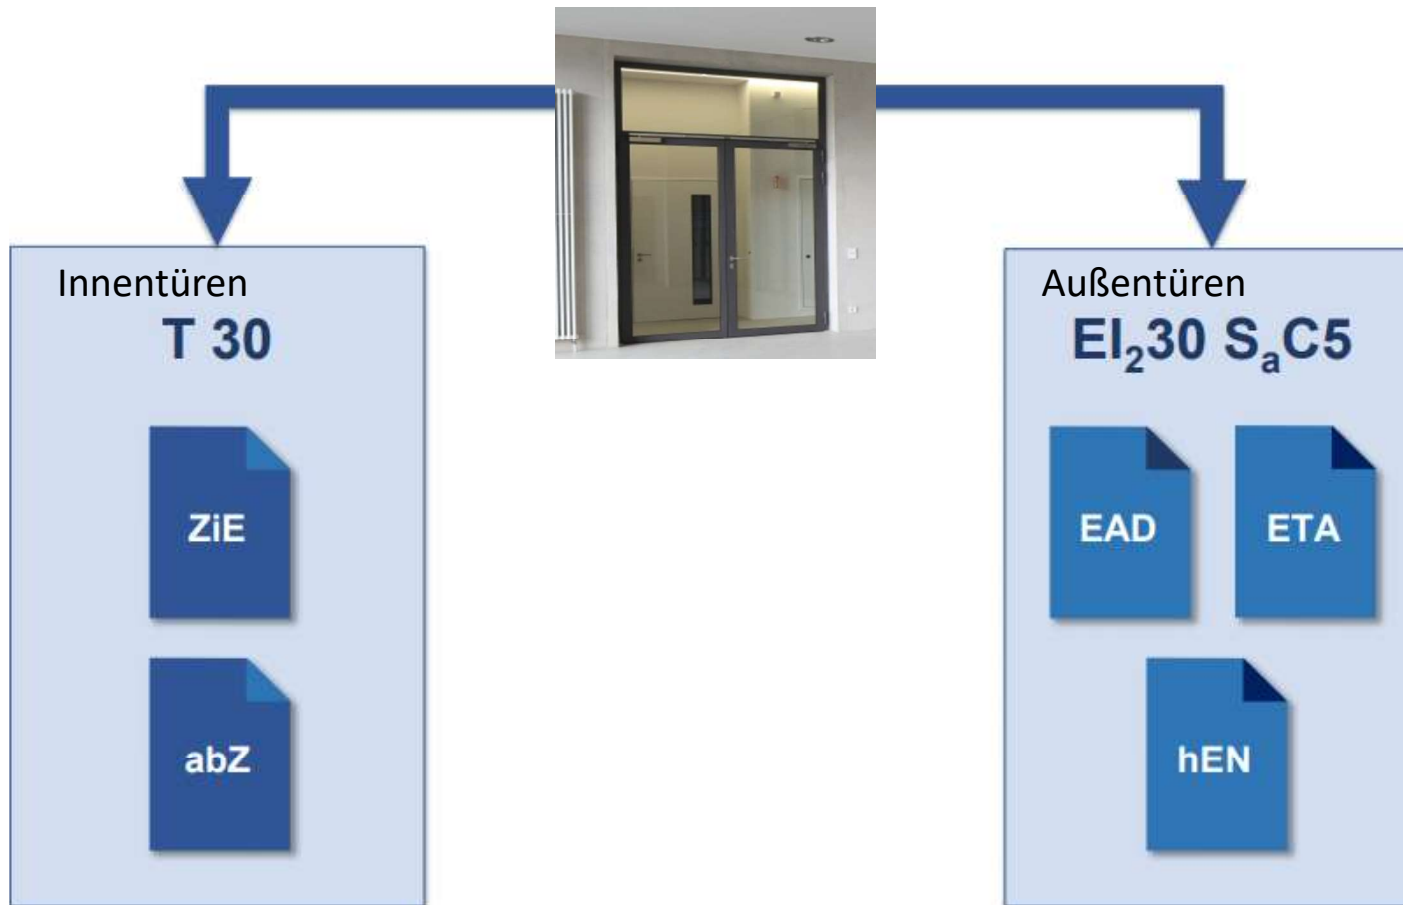 Innentüren
T 30
ZiE
abZ
Außentüren
EI₂30 SₐC5
EAD
ETA
hEN